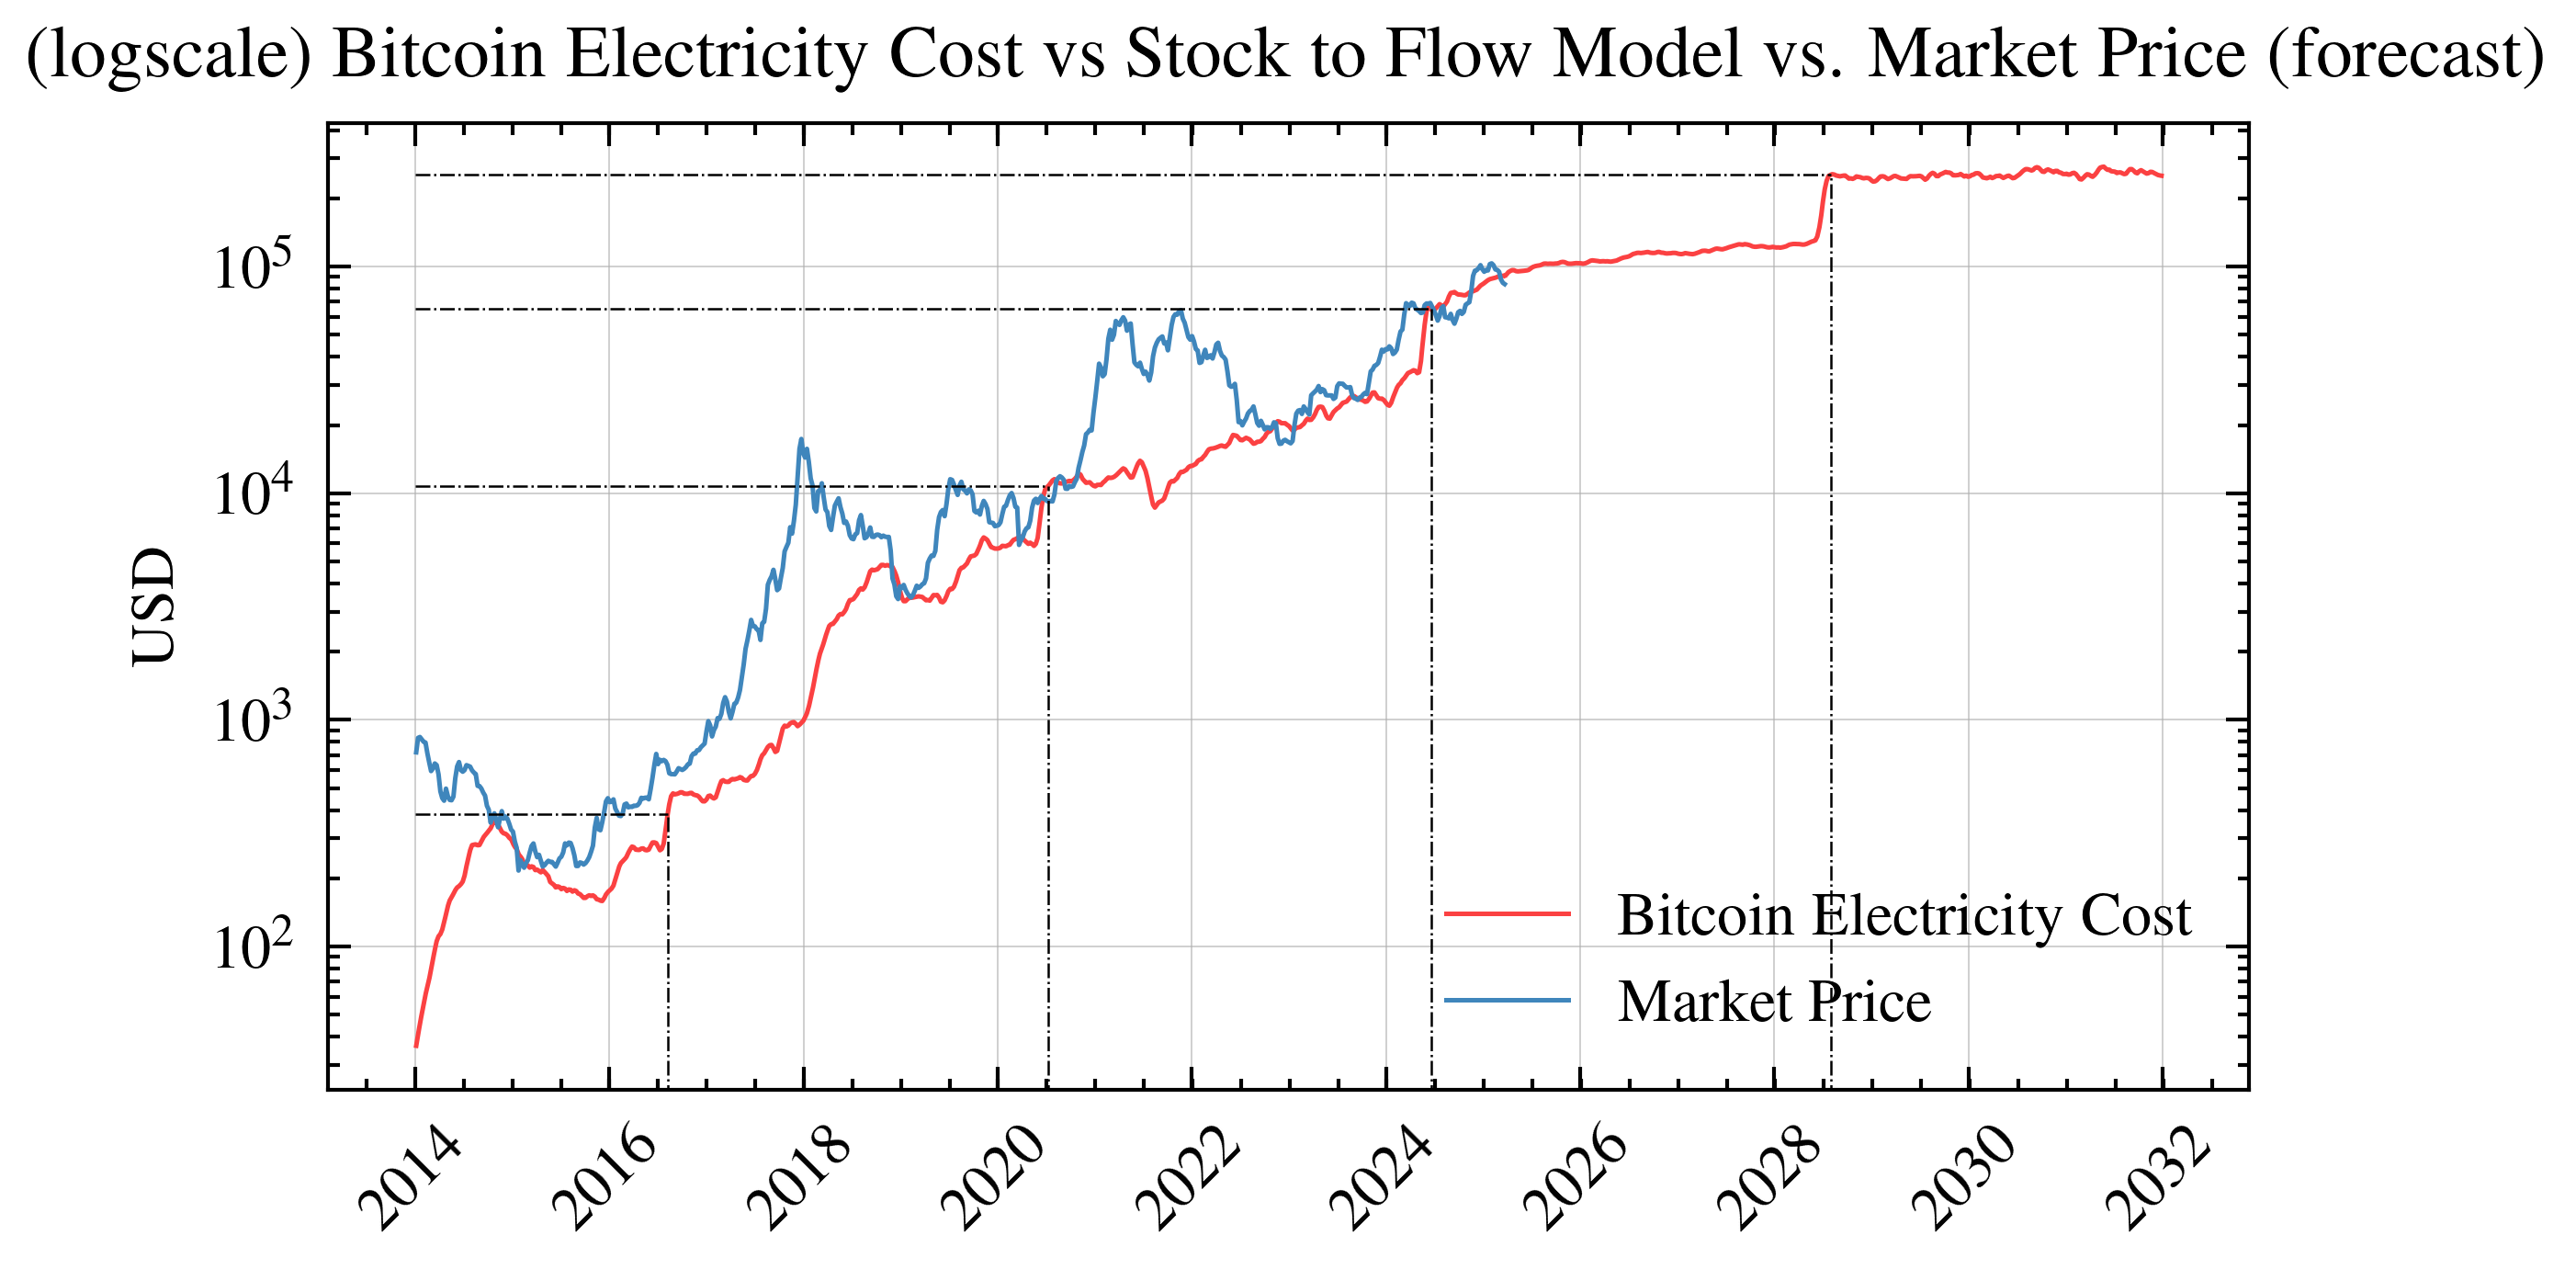 (logscale) Bitcoin Electricity Cost vs Stock to Flow Model vs. Market Price (forecast)
USD
10^5
10^4
10^3
10^2
Bitcoin Electricity Cost
Market Price
2014 2016 2018 2020 2022 2024 2026 2028 2030 2032